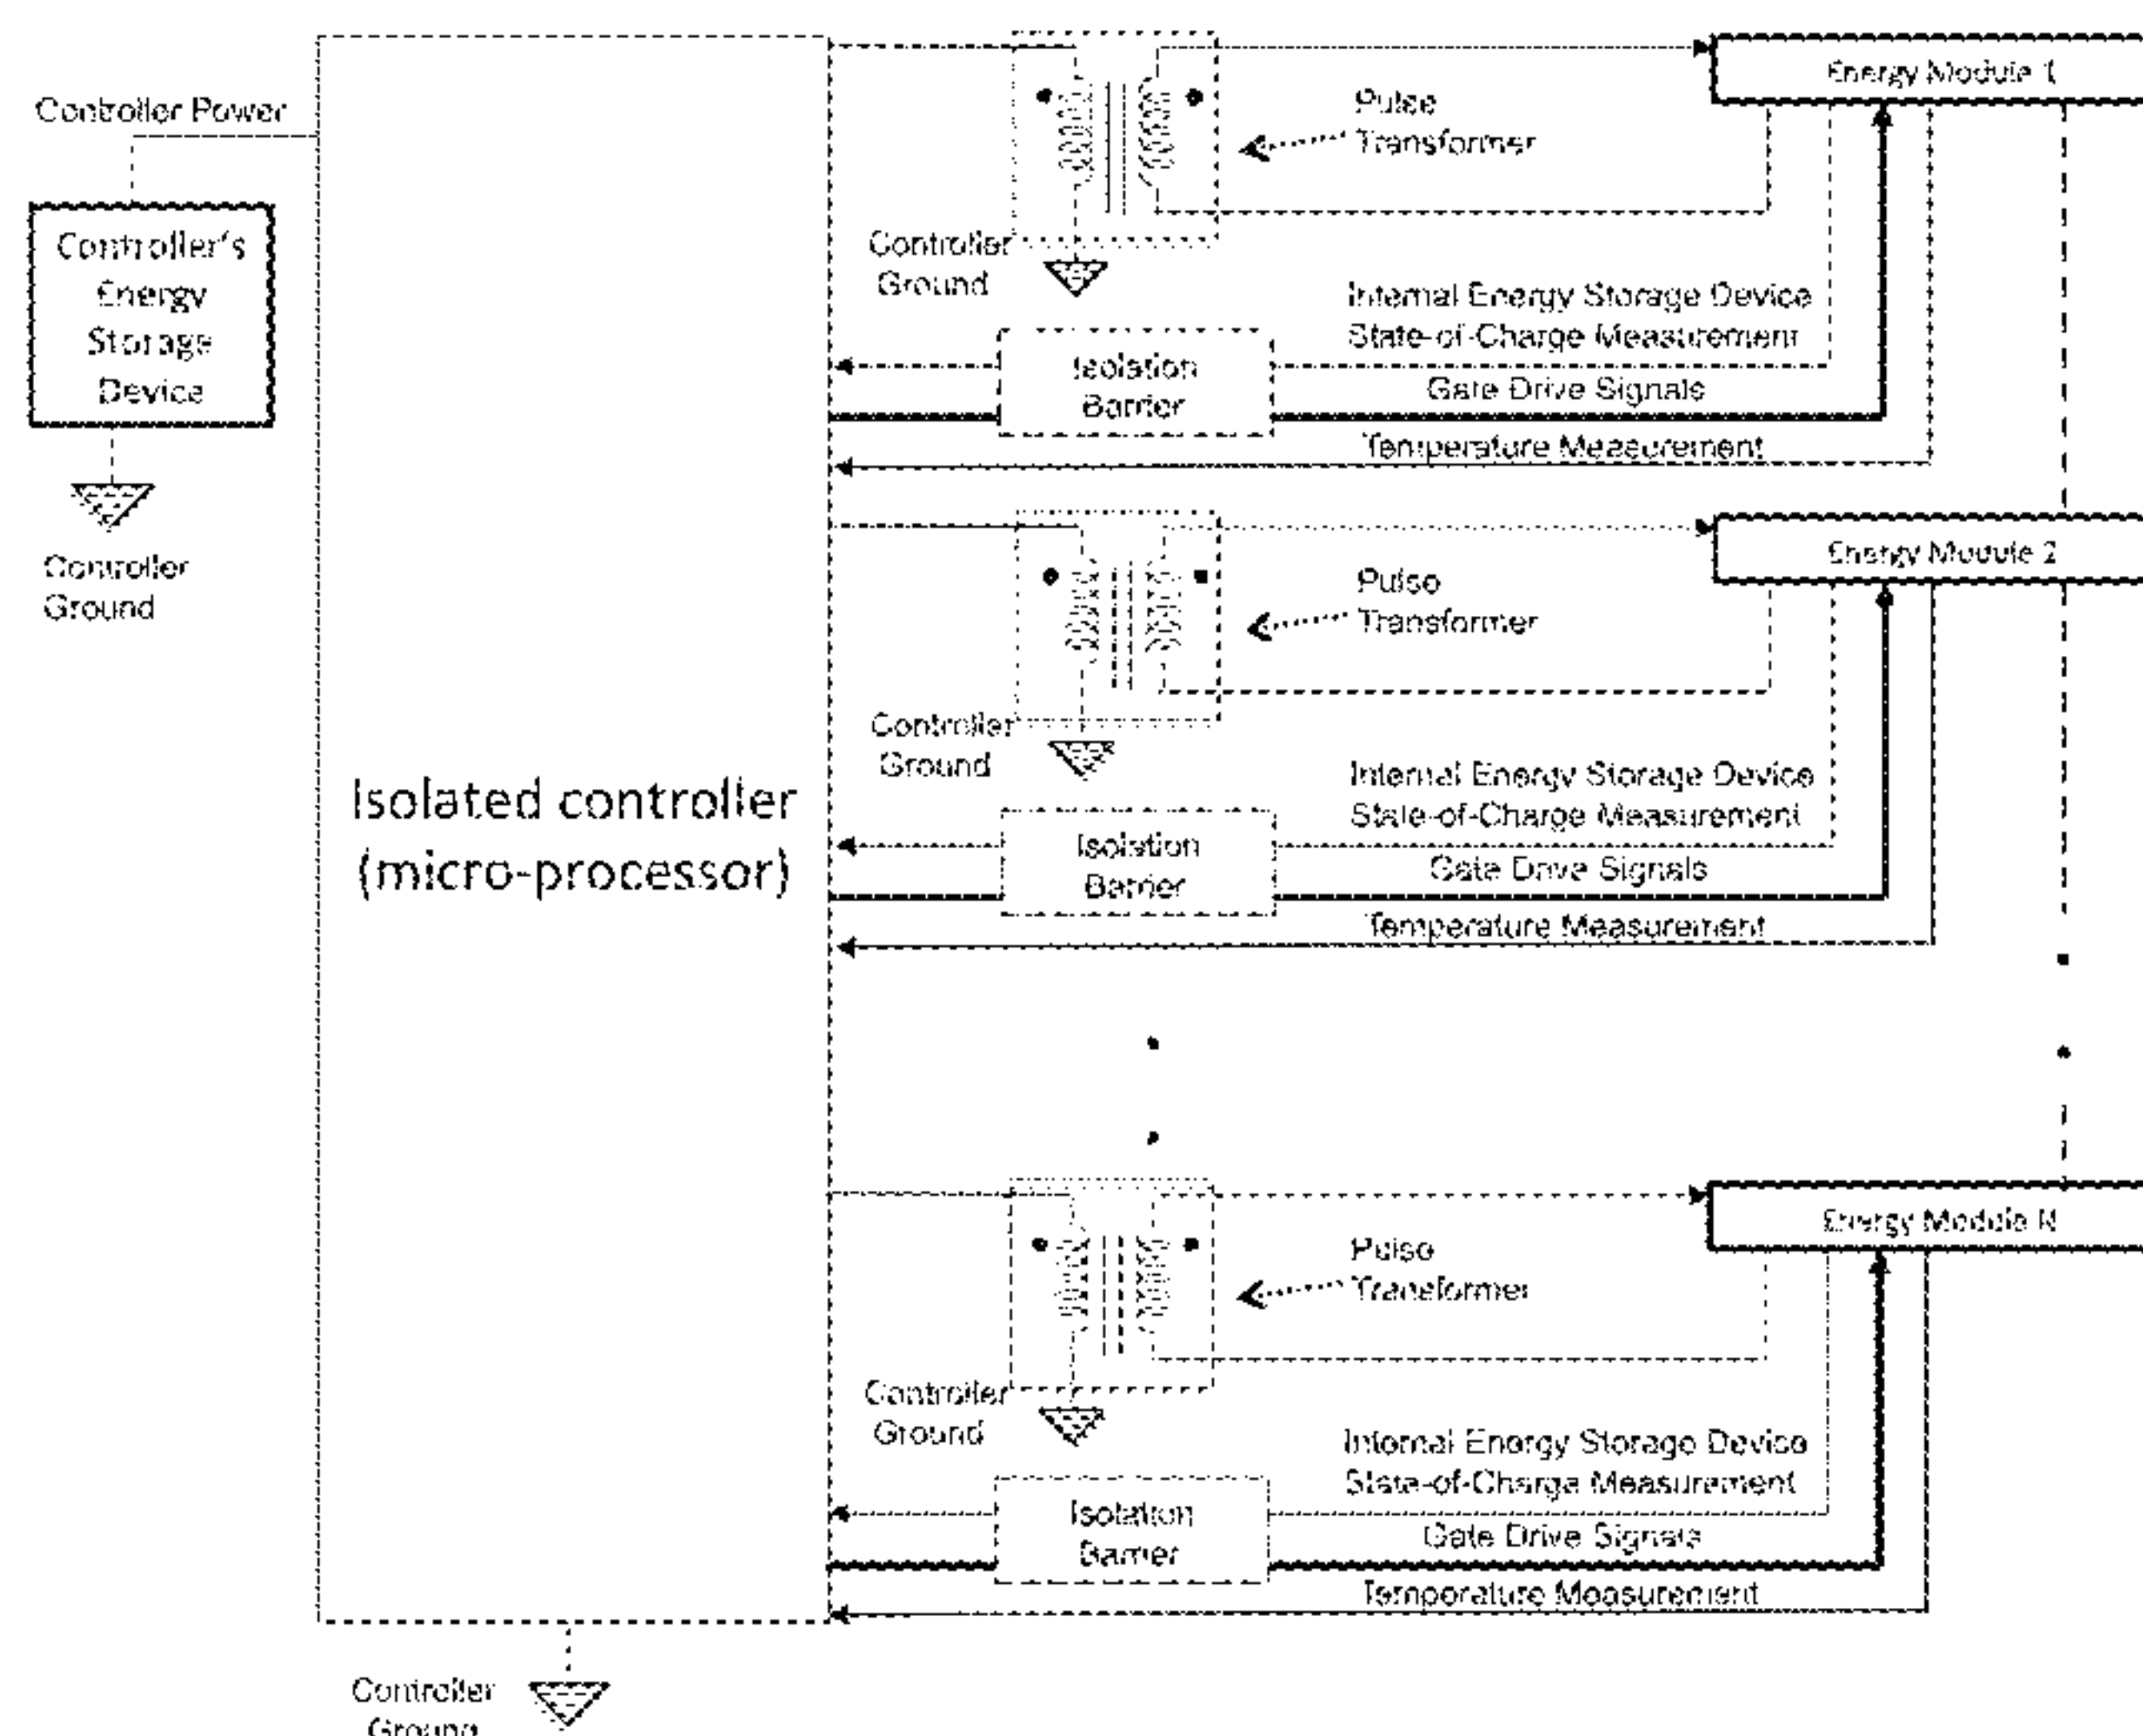 Controller Power
Controller's
Energy
Storage
Device
Controller
Ground
Isolated controller
(micro-processor)
Controller
Ground
Energy Module 1
Pulse
Transformer
Controller
Ground
Internal Energy Storage Device
State-of-Charge Measurement
Isolation
Barrier
Gate Drive Signals
Temperature Measurement
Energy Module 2
Pulse
Transformer
Controller
Ground
Internal Energy Storage Device
State-of-Charge Measurement
Isolation
Barrier
Gate Drive Signals
Temperature Measurement
Energy Module N
Pulse
Transformer
Controller
Ground
Internal Energy Storage Device
State-of-Charge Measurement
Isolation
Barrier
Gate Drive Signals
Temperature Measurement